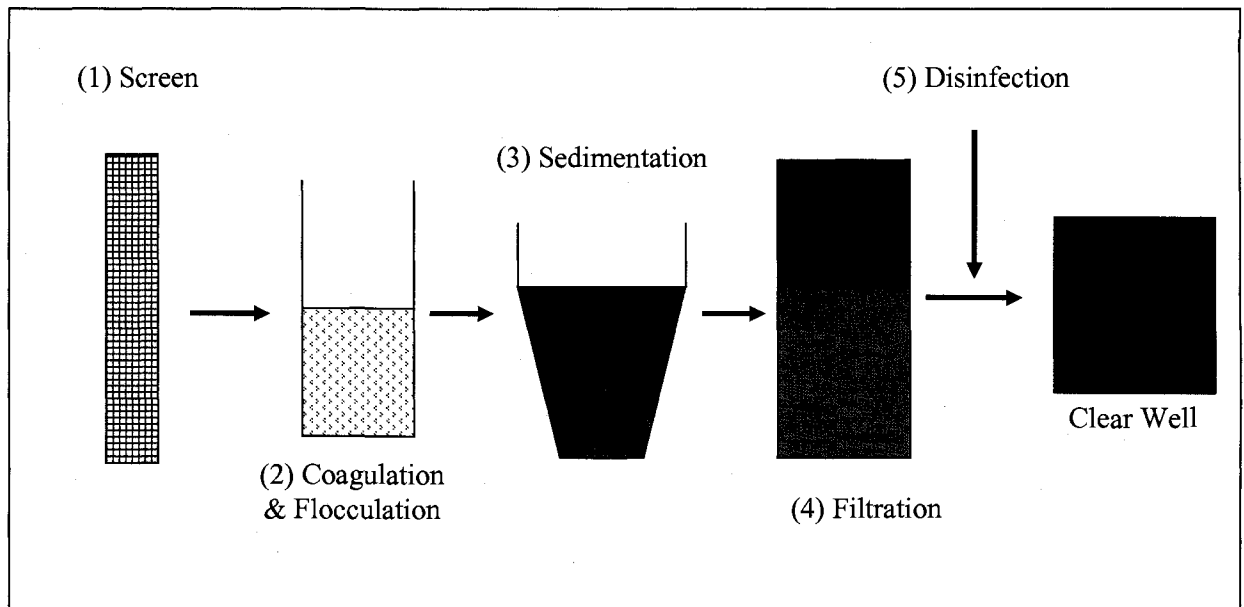 (1) Screen
(5) Disinfection
(3) Sedimentation
(2) Coagulation
& Flocculation
(4) Filtration
Clear Well